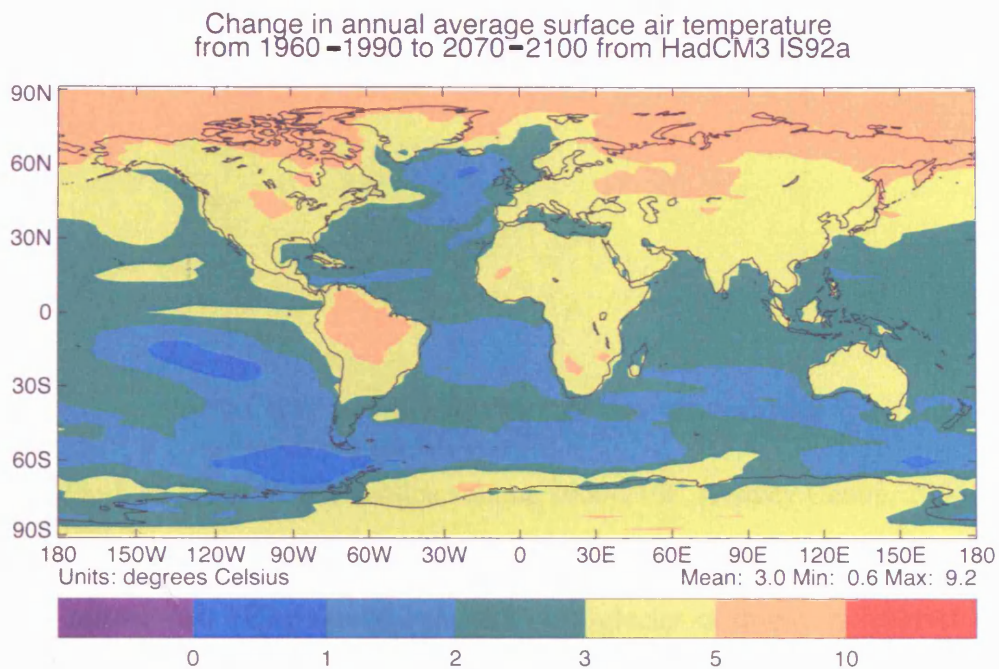 Change in annual average surface air temperature
from 1960-1990 to 2070-2100 from HadCM3 IS92a
90N
60N
30N
0
30S
60S
90S
180 150W 120W 90W 60W 30W 0 30E 60E 90E 120E 150E 180
Units: degrees Celsius Mean: 3.0 Min: 0.6 Max: 9.2
0 1 2 3 5 10